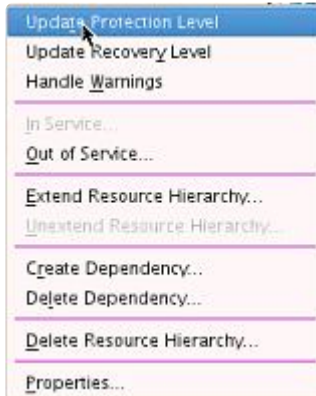 Update Protection Level
Update Recovery Level
Handle Warnings
In Service...
Out of Service...
Extend Resource Hierarchy...
Unextend Resource Hierarchy...
Create Dependency...
Delete Dependency...
Delete Resource Hierarchy...
Properties...